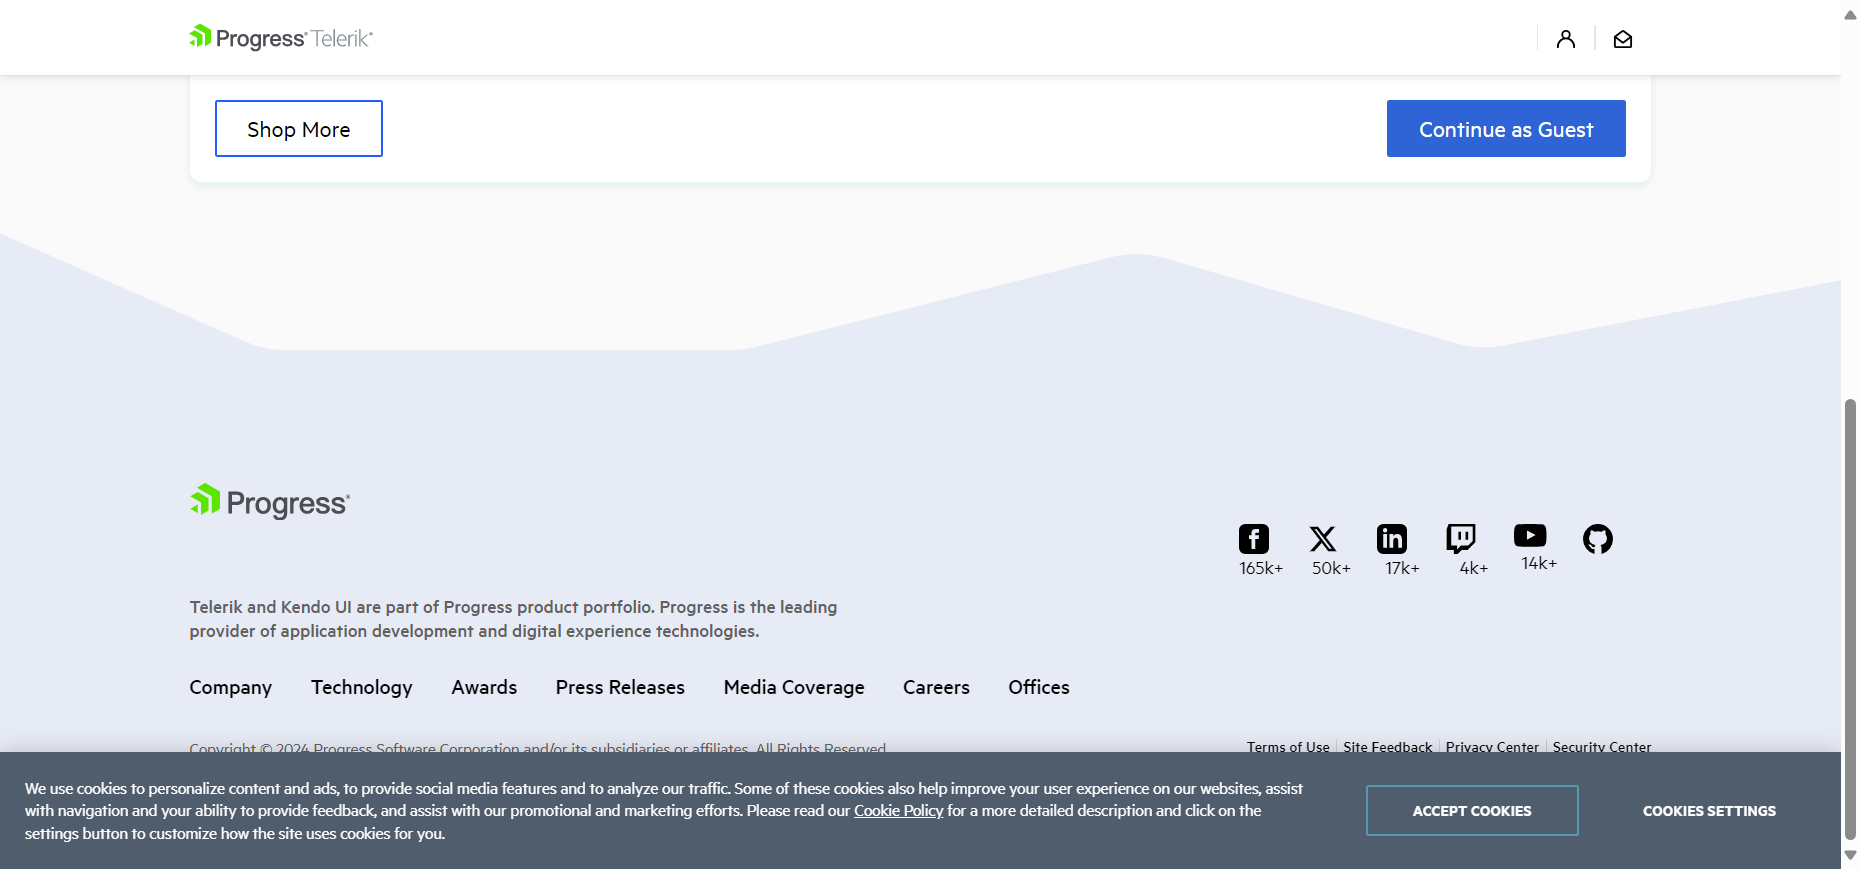 Progress Telerik
Shop More
Continue as Guest
Progress
165k+
50k+
17k+
4k+
14k+
Telerik and Kendo UI are part of Progress product portfolio. Progress is the leading
provider of application development and digital experience technologies.
Company
Technology
Awards
Press Releases
Media Coverage
Careers
Offices
Copyright © 2024 Progress Software Corporation and/or its subsidiaries or affiliates. All Rights Reserved.
Terms of Use
Site Feedback
Privacy Center
Security Center
We use cookies to personalize content and ads, to provide social media features and to analyze our traffic. Some of these cookies also help improve your user experience on our websites, assist
with navigation and your ability to provide feedback, and assist with our promotional and marketing efforts. Please read our Cookie Policy for a more detailed description and click on the
settings button to customize how the site uses cookies for you.
ACCEPT COOKIES
COOKIES SETTINGS